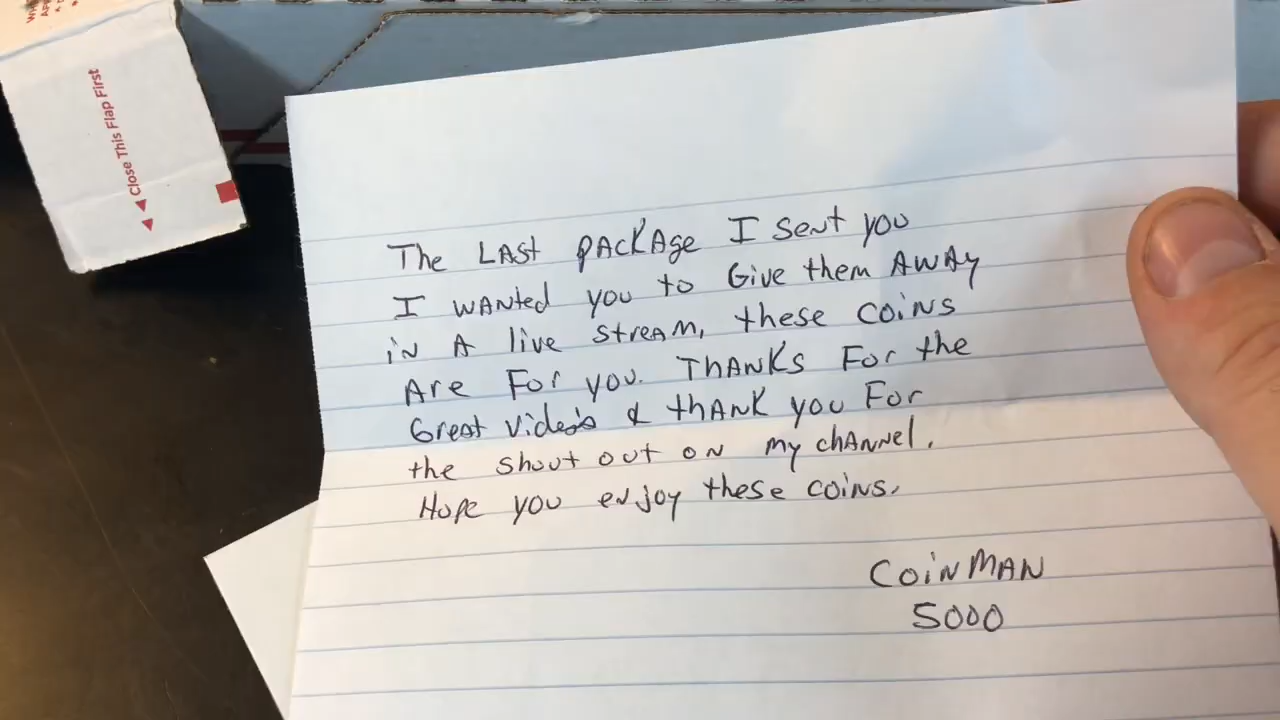 ◄◄ Close This Flap First
The LAST PACKAge I sent you
I WANted you to Give them AWAy
iN A live streAM, these coiNs
Are For you. THANKS For the
Great video's & thANK you For
the shout out on my chANNel.
Hope you eNjoy these coiNs.
COiNMAN
5000